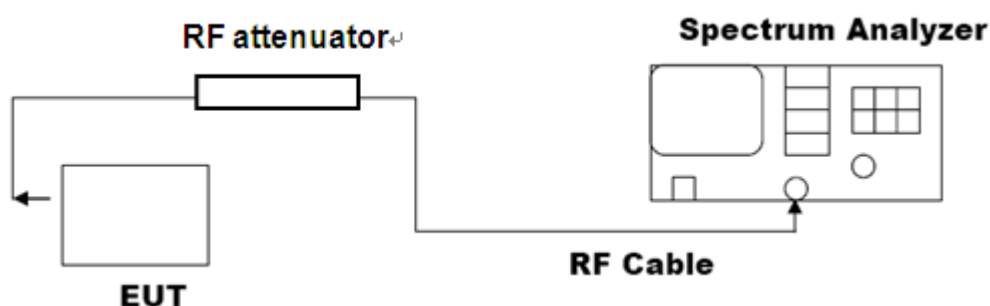 RF attenuator↵
Spectrum Analyzer
RF Cable
EUT